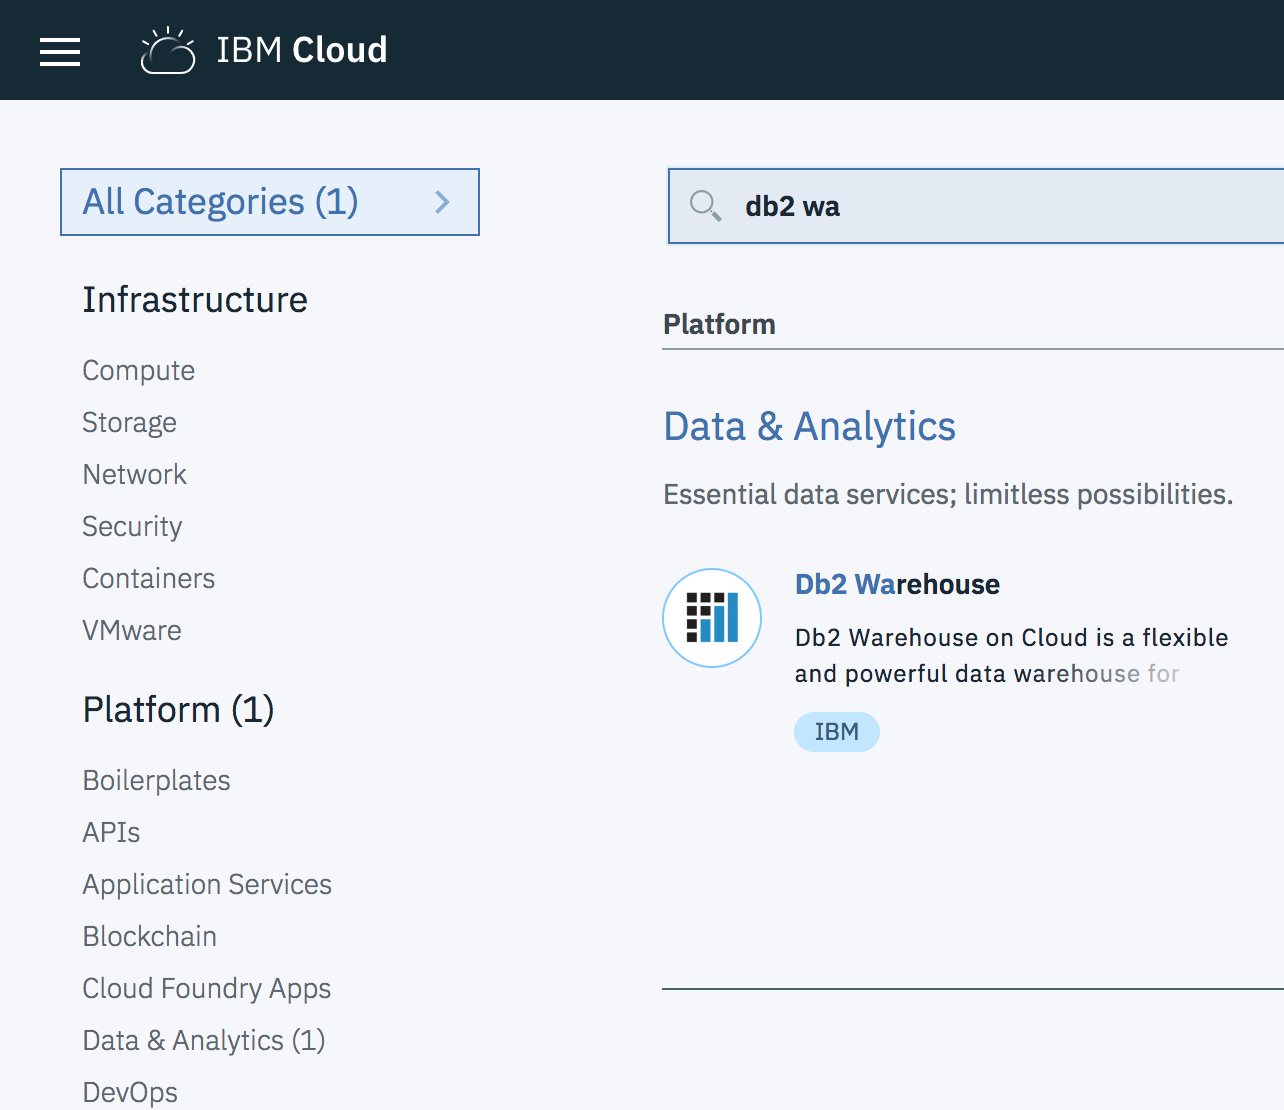 IBM Cloud
All Categories (1)
Infrastructure
Compute
Storage
Network
Security
Containers
VMware
Platform (1)
Boilerplates
APIs
Application Services
Blockchain
Cloud Foundry Apps
Data & Analytics (1)
DevOps
db2 wa
Platform
Data & Analytics
Essential data services; limitless possibilities.
Db2 Warehouse
Db2 Warehouse on Cloud is a flexible
and powerful data warehouse for
IBM